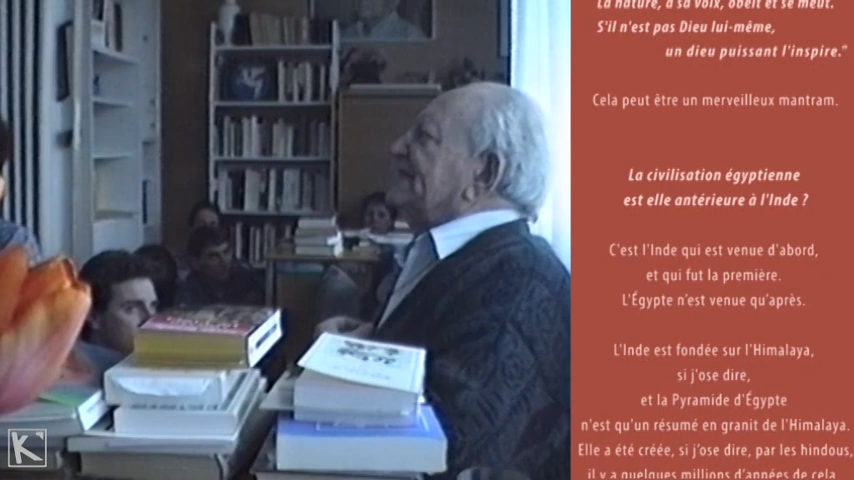 La nature, à sa voix, obéit et se meut.
S'il n'est pas Dieu lui-même,
un dieu puissant l'inspire."
Cela peut être un merveilleux mantram.
La civilisation égyptienne
est elle antérieure à l'Inde ?
C'est l'Inde qui est venue d'abord,
et qui fut la première.
L'Égypte n'est venue qu'après.
L'Inde est fondée sur l'Himalaya,
si j'ose dire,
et la Pyramide d'Égypte
n'est qu'un résumé en granit de l'Himalaya.
Elle a été créée, si j'ose dire, par les hindous,
il y a quelques millions d'années de cela
K